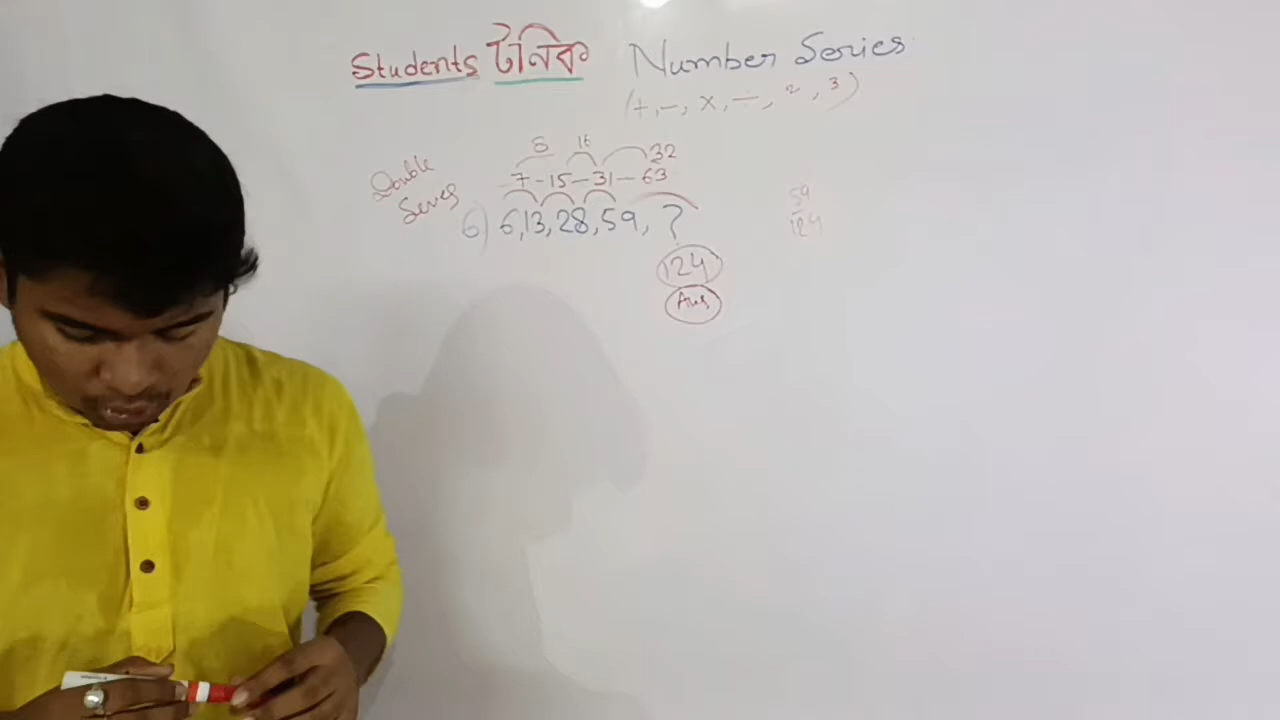 Students টনিক Number Series
(+, -, ×, ÷, ², ³)
8 16 32
Double Series
7 - 15 - 31 - 63
6) 6, 13, 28, 59, ?
124
Ans
59
124